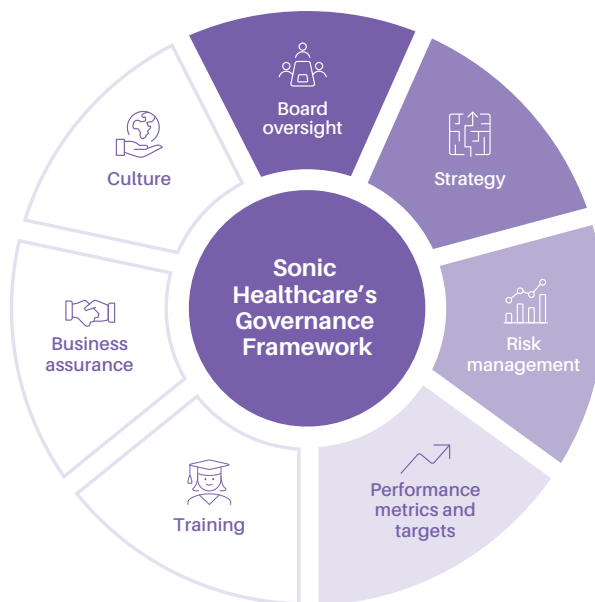 Board
oversight
Strategy
Risk
management
Performance
metrics and
targets
Training
Business
assurance
Culture
Sonic
Healthcare’s
Governance
Framework